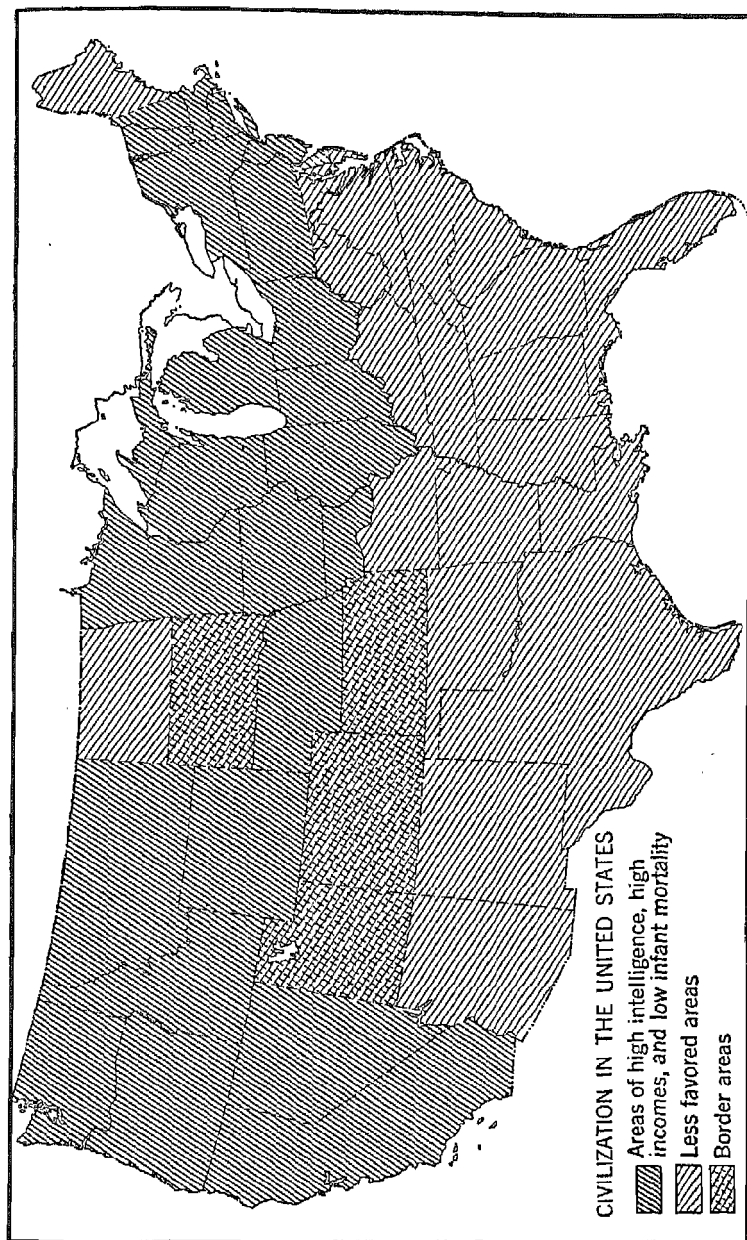 CIVILIZATION IN THE UNITED STATES
Areas of high intelligence, high
incomes, and low infant mortality
Less favored areas
Border areas